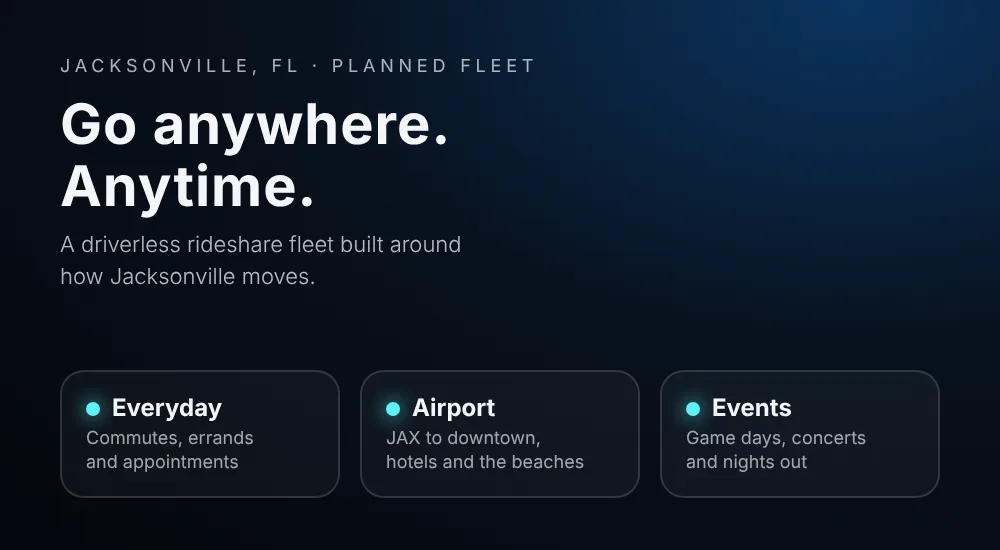 JACKSONVILLE, FL · PLANNED FLEET
Go anywhere.
Anytime.
A driverless rideshare fleet built around
how Jacksonville moves.
Everyday
Commutes, errands
and appointments
Airport
JAX to downtown,
hotels and the beaches
Events
Game days, concerts
and nights out